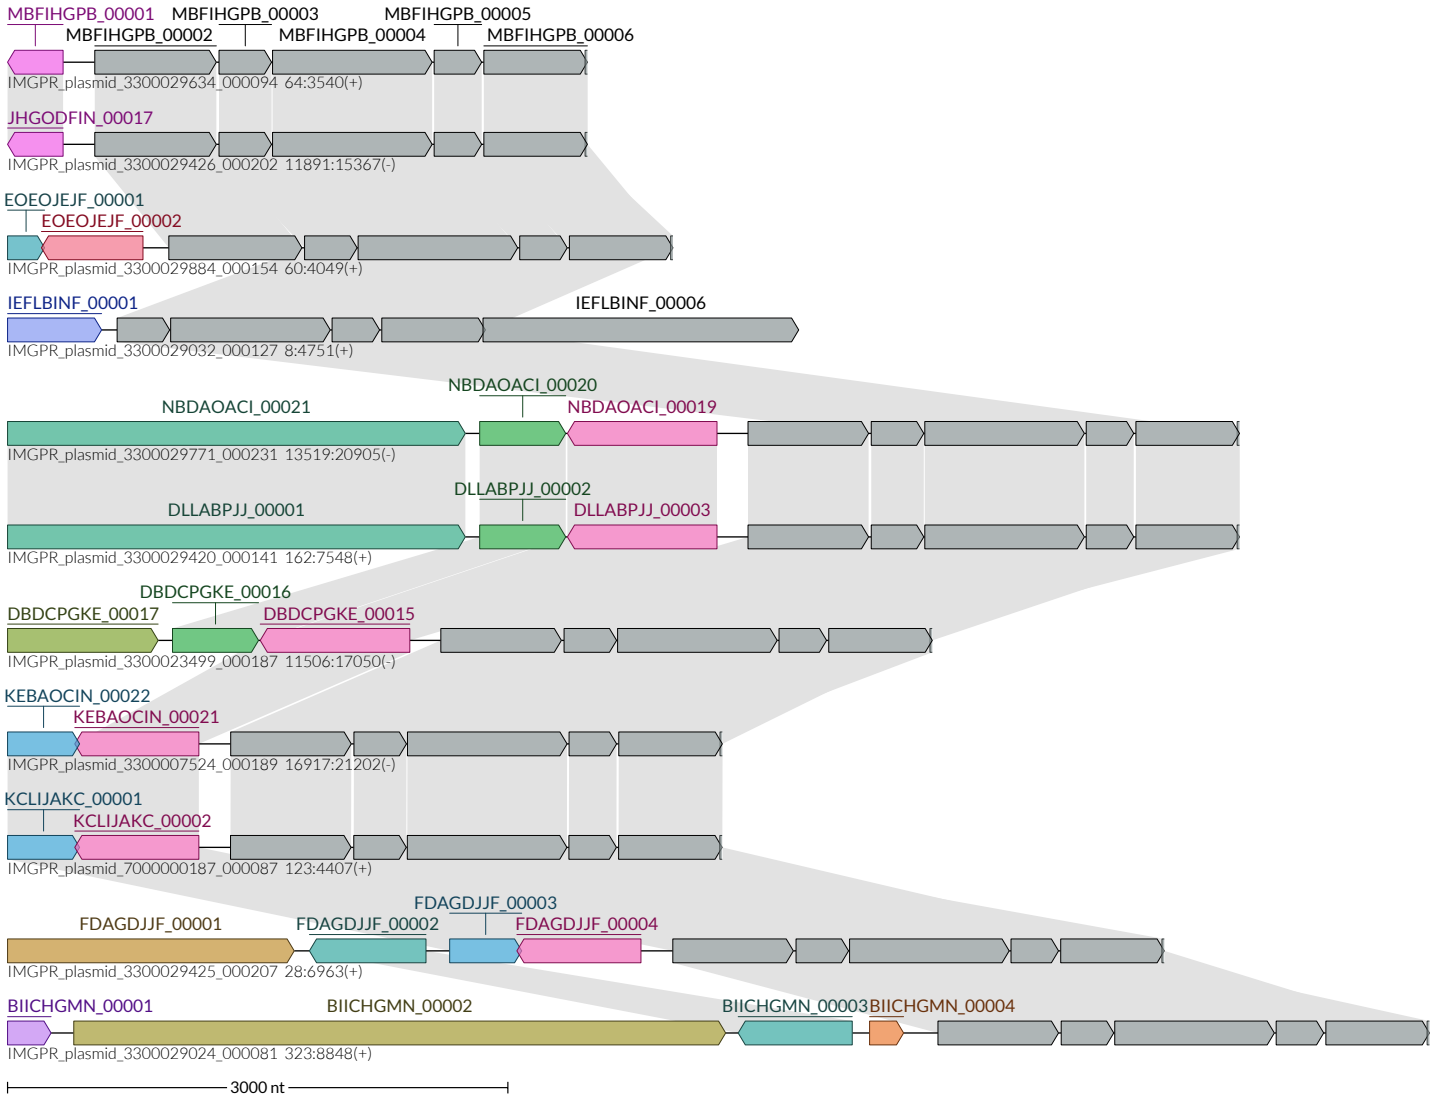 MBFIHGPB_00001 MBFIHGPB_00003 MBFIHGPB_00005
MBFIHGPB_00002 MBFIHGPB_00004 MBFIHGPB_00006
IMGPR_plasmid_3300029634_000094 64:3540(+)
JHGODFIN_00017
IMGPR_plasmid_3300029426_000202 11891:15367(-)
EOEOJEJF_00001
EOEOJEJF_00002
IMGPR_plasmid_3300029884_000154 60:4049(+)
IEFLBINF_00001 IEFLBINF_00006
IMGPR_plasmid_3300029032_000127 8:4751(+)
NBDAOACI_00020
NBDAOACI_00021 NBDAOACI_00019
IMGPR_plasmid_3300029771_000231 13519:20905(-)
DLLABPJJ_00002
DLLABPJJ_00001 DLLABPJJ_00003
IMGPR_plasmid_3300029420_000141 162:7548(+)
DBDCPGKE_00016
DBDCPGKE_00017 DBDCPGKE_00015
IMGPR_plasmid_3300023499_000187 11506:17050(-)
KEBAOCIN_00022
KEBAOCIN_00021
IMGPR_plasmid_3300007524_000189 16917:21202(-)
KCLIJAKC_00001
KCLIJAKC_00002
IMGPR_plasmid_7000000187_000087 123:4407(+)
FDAGDJJF_00003
FDAGDJJF_00001 FDAGDJJF_00002 FDAGDJJF_00004
IMGPR_plasmid_3300029425_000207 28:6963(+)
BIICHGMN_00001 BIICHGMN_00002 BIICHGMN_00003 BIICHGMN_00004
IMGPR_plasmid_3300029024_000081 323:8848(+)
3000 nt